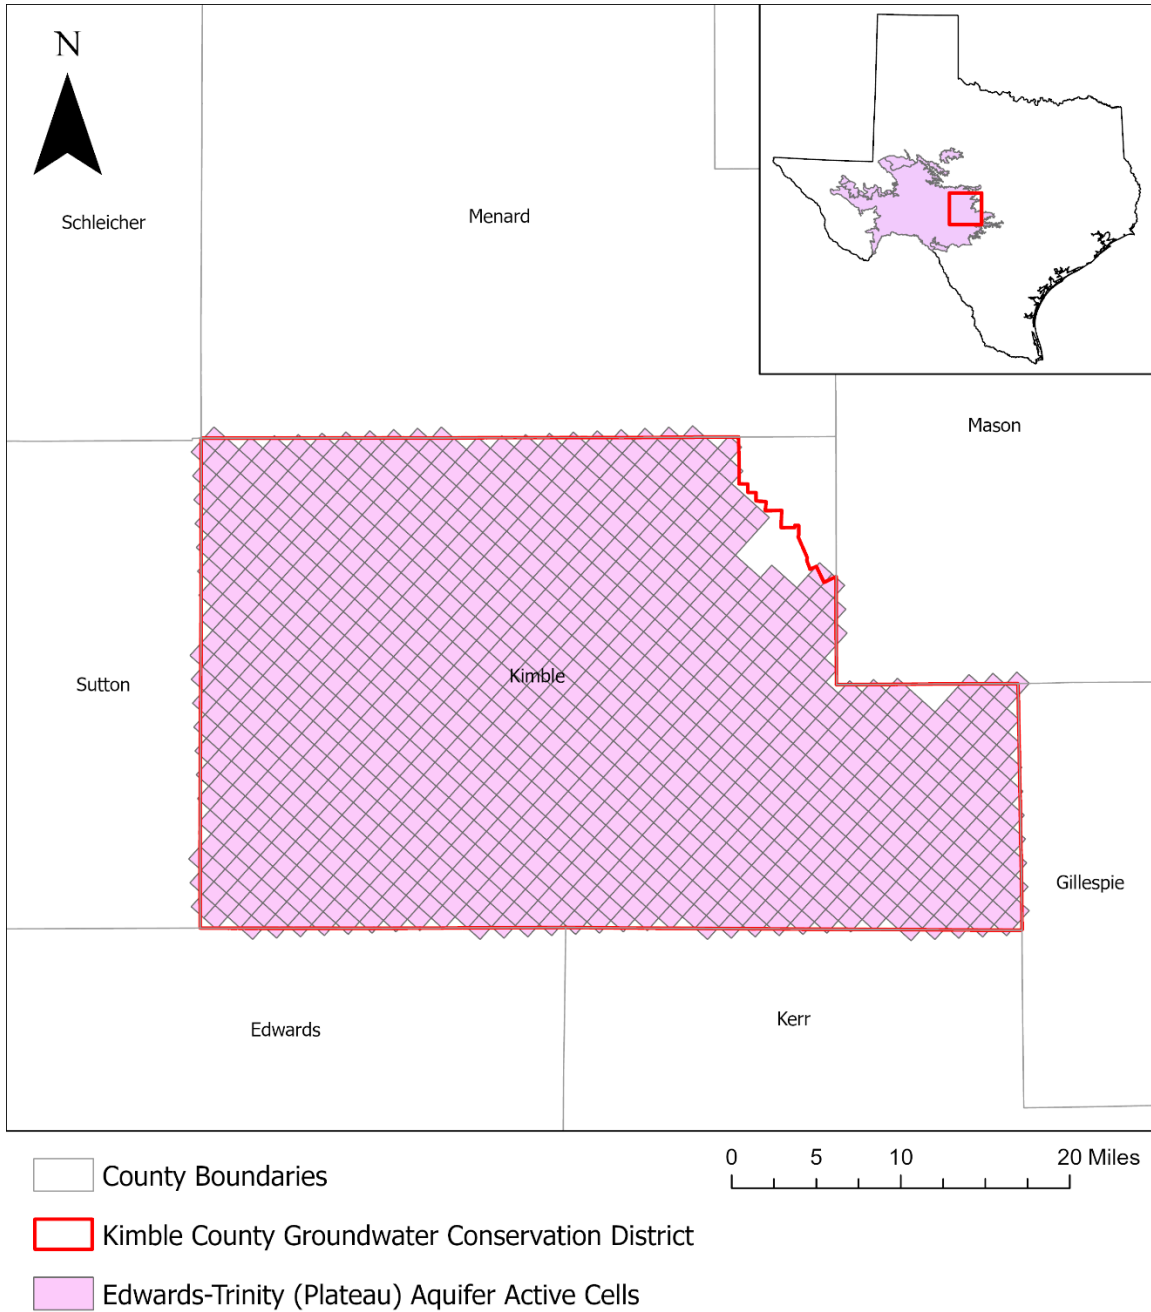 N
Schleicher
Menard
Mason
Sutton
Kimble
Gillespie
Edwards
Kerr
County Boundaries
0 5 10 20 Miles
Kimble County Groundwater Conservation District
Edwards-Trinity (Plateau) Aquifer Active Cells